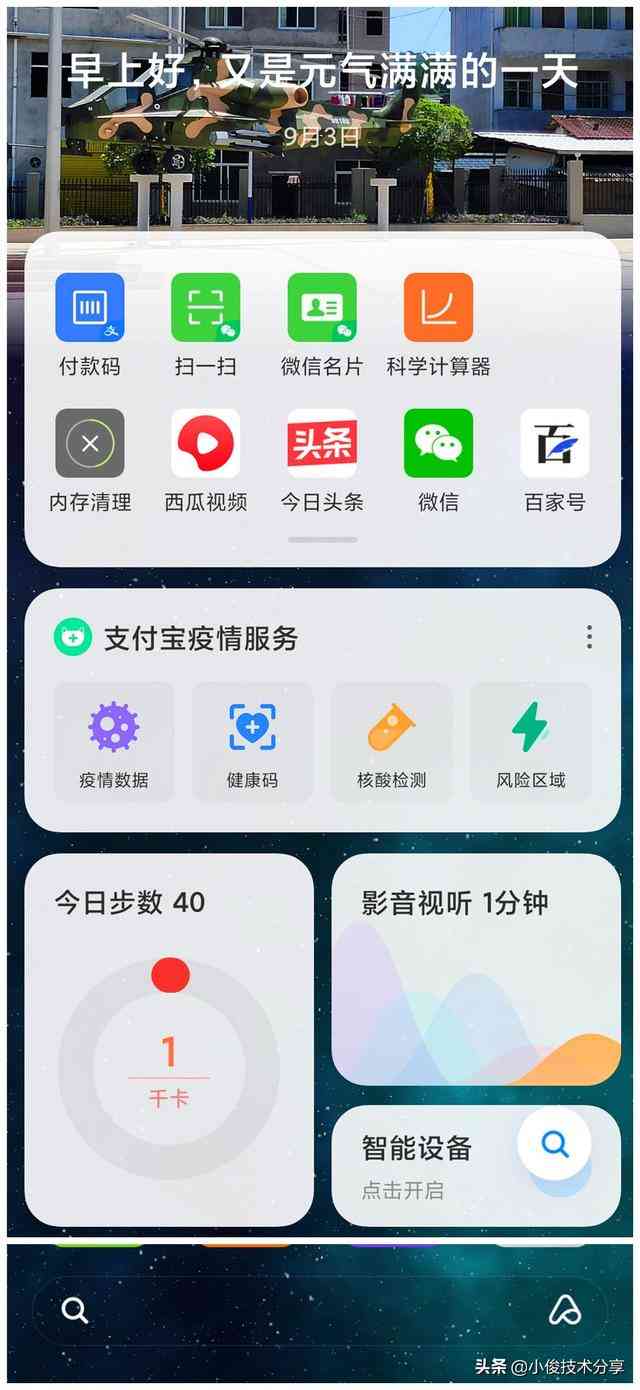 早上好，又是元气满满的一天
9月3日
付款码
扫一扫
微信名片
科学计算器
头条
百
内存清理
西瓜视频
今日头条
微信
百家号
支付宝疫情服务
疫情数据
健康码
核酸检测
风险区域
今日步数 40
影音视听 1分钟
1
千卡
智能设备
点击开启
头条 @小俊技术分享